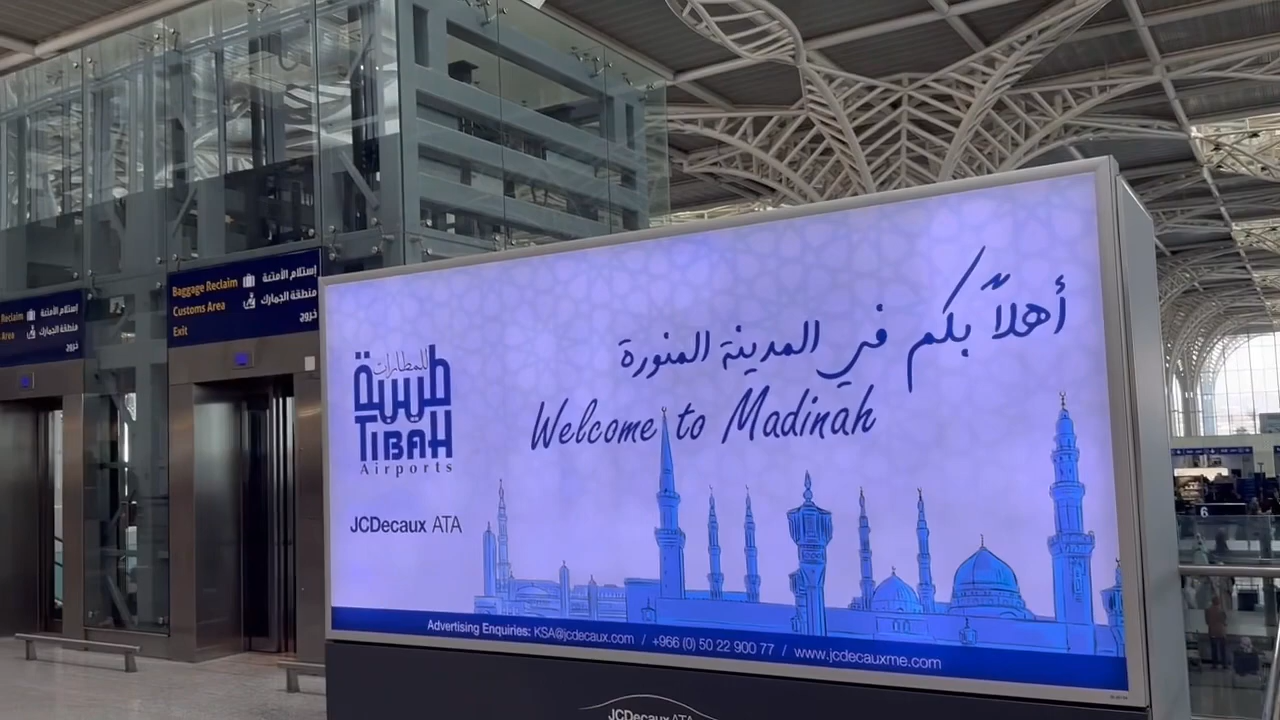 إستلام الأمتعة
Baggage Reclaim
منطقة الجمارك
Customs Area
خروج
Exit
إستلام الأمتعة
Reclaim
منطقة الجمارك
Area
خروج
أهلاً بكم في المدينة المنورة
Welcome to Madinah
طيبة للمطارات
TIBAH
Airports
JCDecaux ATA
Advertising Enquiries: KSA@jcdecaux.com / +966 (0) 50 22 900 77 / www.jcdecauxme.com
JCDecaux ATA
6